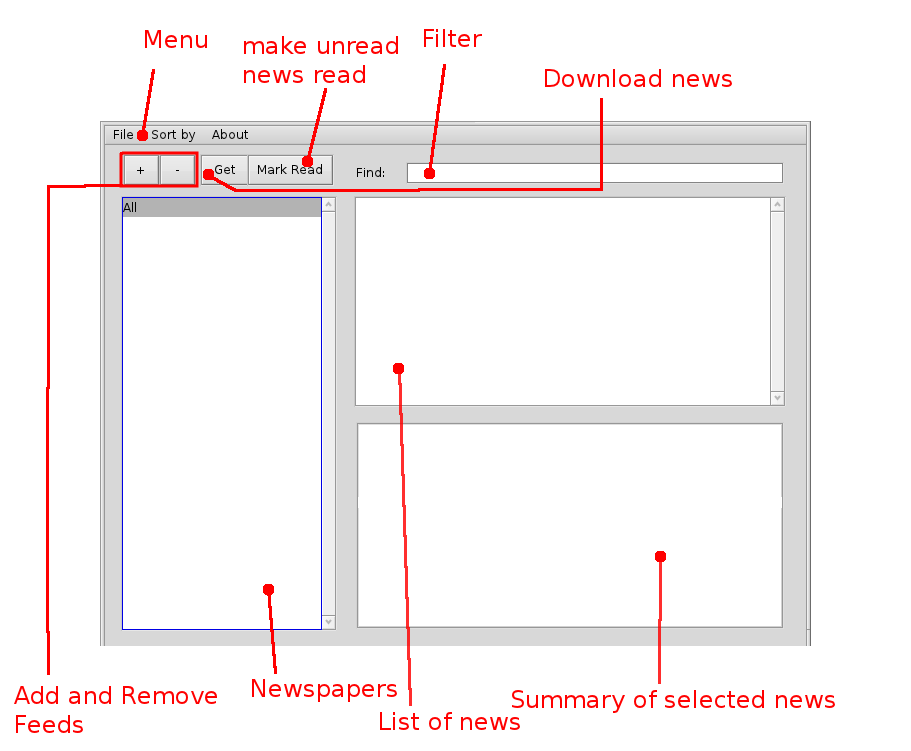 Menu
make unread
news read
Filter
Download news
File Sort by About
+ - Get Mark Read Find:
All
Add and Remove
Feeds
Newspapers
List of news
Summary of selected news